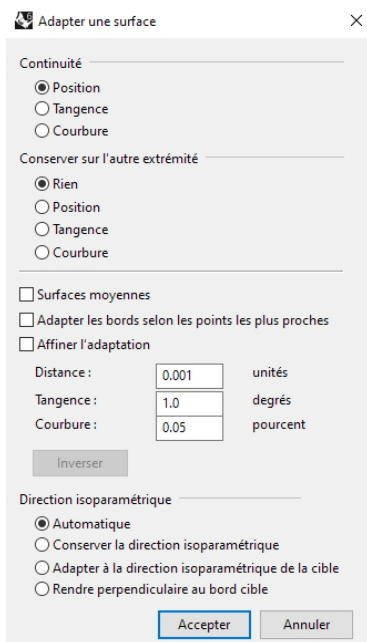 Adapter une surface
Continuité
Position
Tangence
Courbure
Conserver sur l'autre extrémité
Rien
Position
Tangence
Courbure
Surfaces moyennes
Adapter les bords selon les points les plus proches
Affiner l'adaptation
Distance : 0.001 unités
Tangence : 1.0 degrés
Courbure : 0.05 pourcent
Inverser
Direction isoparamétrique
Automatique
Conserver la direction isoparamétrique
Adapter à la direction isoparamétrique de la cible
Rendre perpendiculaire au bord cible
Accepter Annuler